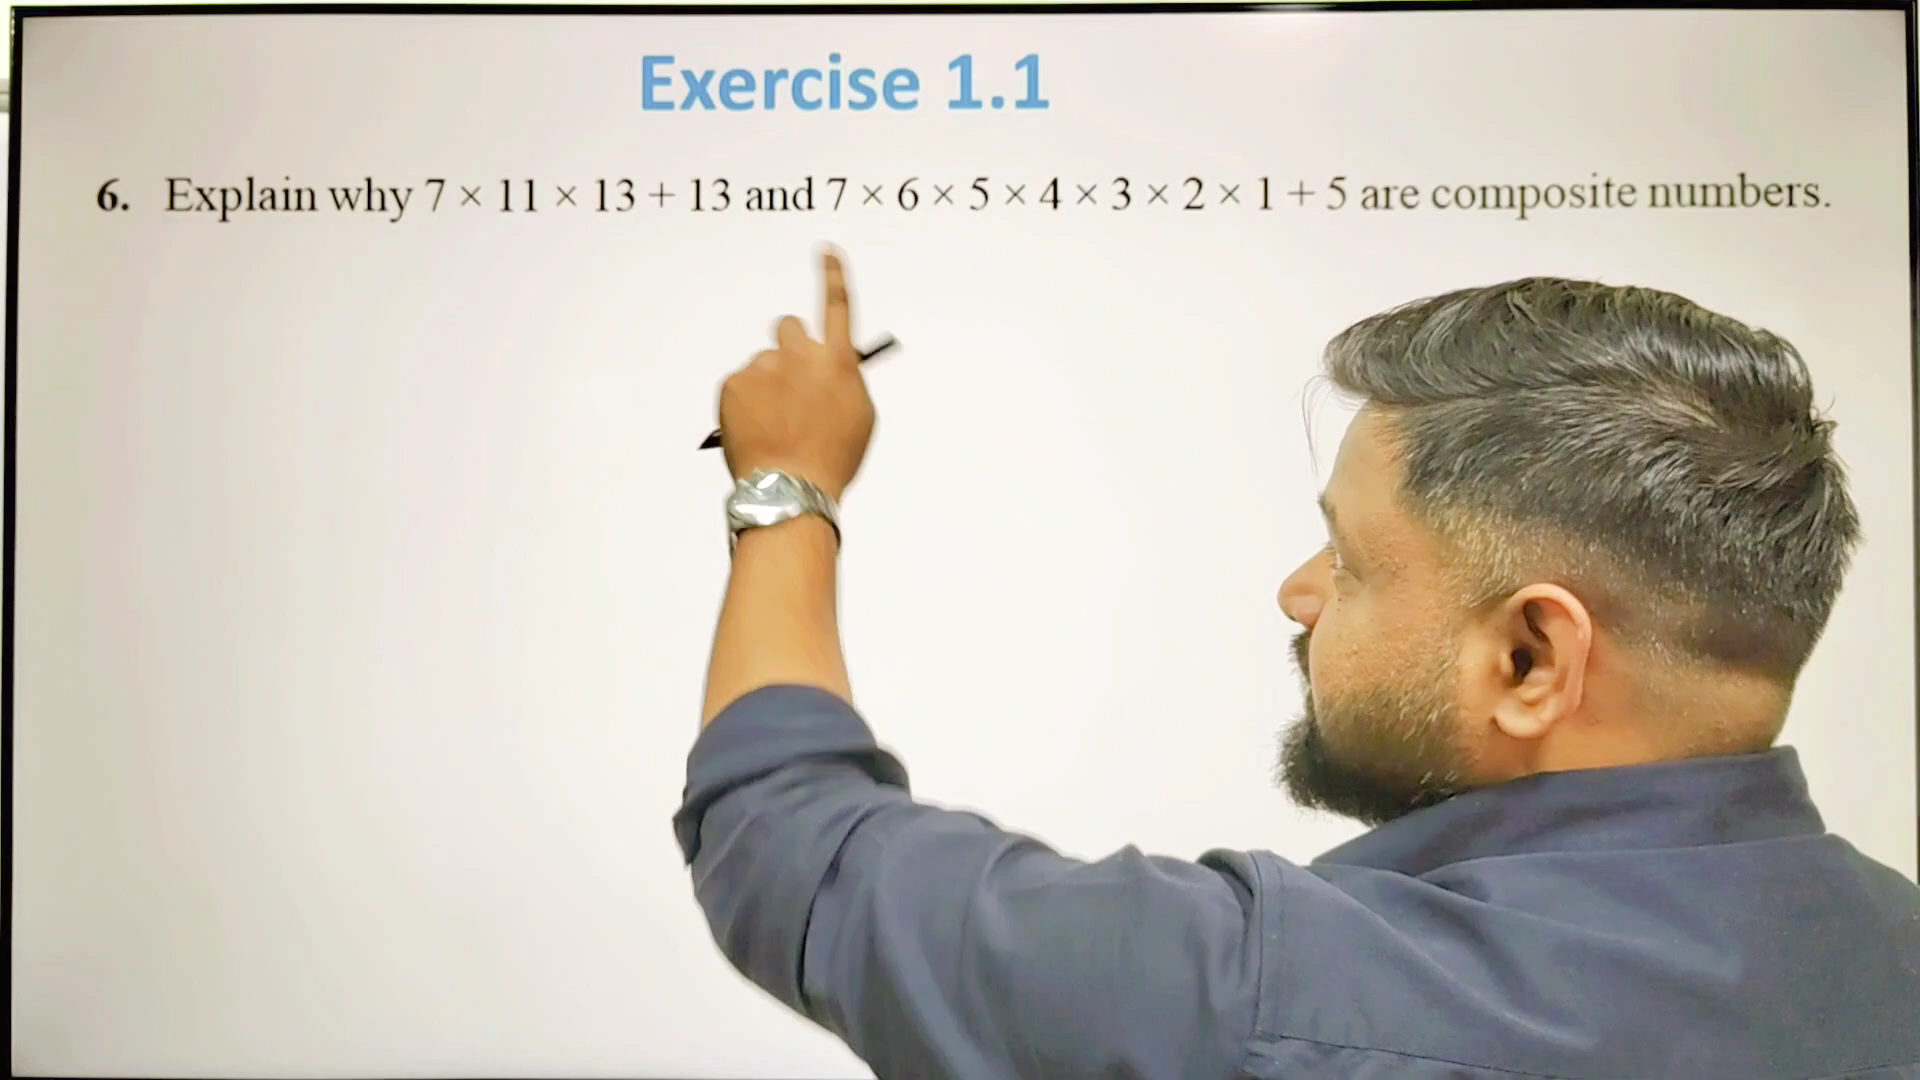 Exercise 1.1
6. Explain why 7 × 11 × 13 + 13 and 7 × 6 × 5 × 4 × 3 × 2 × 1 + 5 are composite numbers.